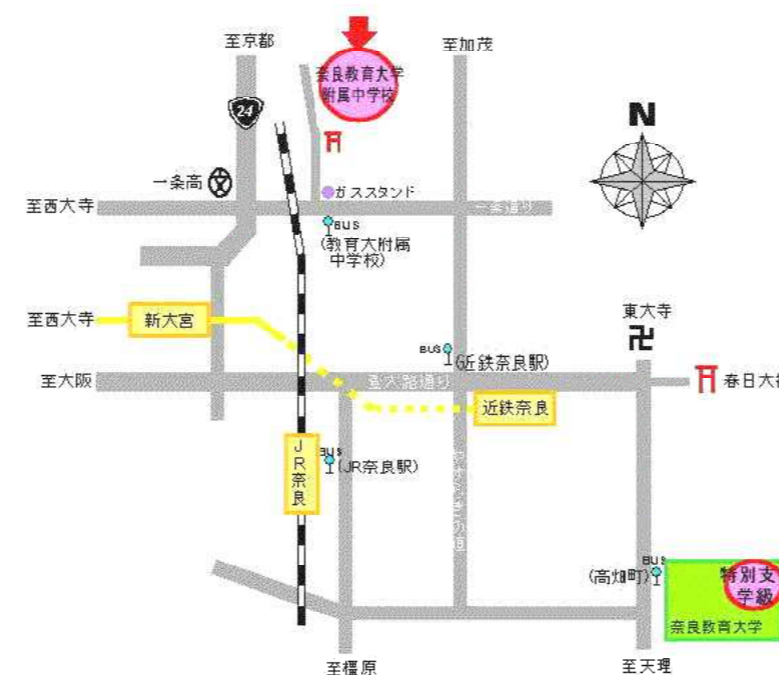 至京都
至加茂
奈良教育大学
附属中学校
24
N
一条高
ガススタンド
至西大寺
一条通り
BUS
(教育大附属
中学校)
至西大寺
新大宮
東大寺
BUS
(近鉄奈良駅)
至大阪
登大路通り
近鉄奈良
春日大
JR奈良
BUS
(JR奈良駅)
BUS
(高畑町)
特別支
学級
奈良教育大学
至橿原
至天理